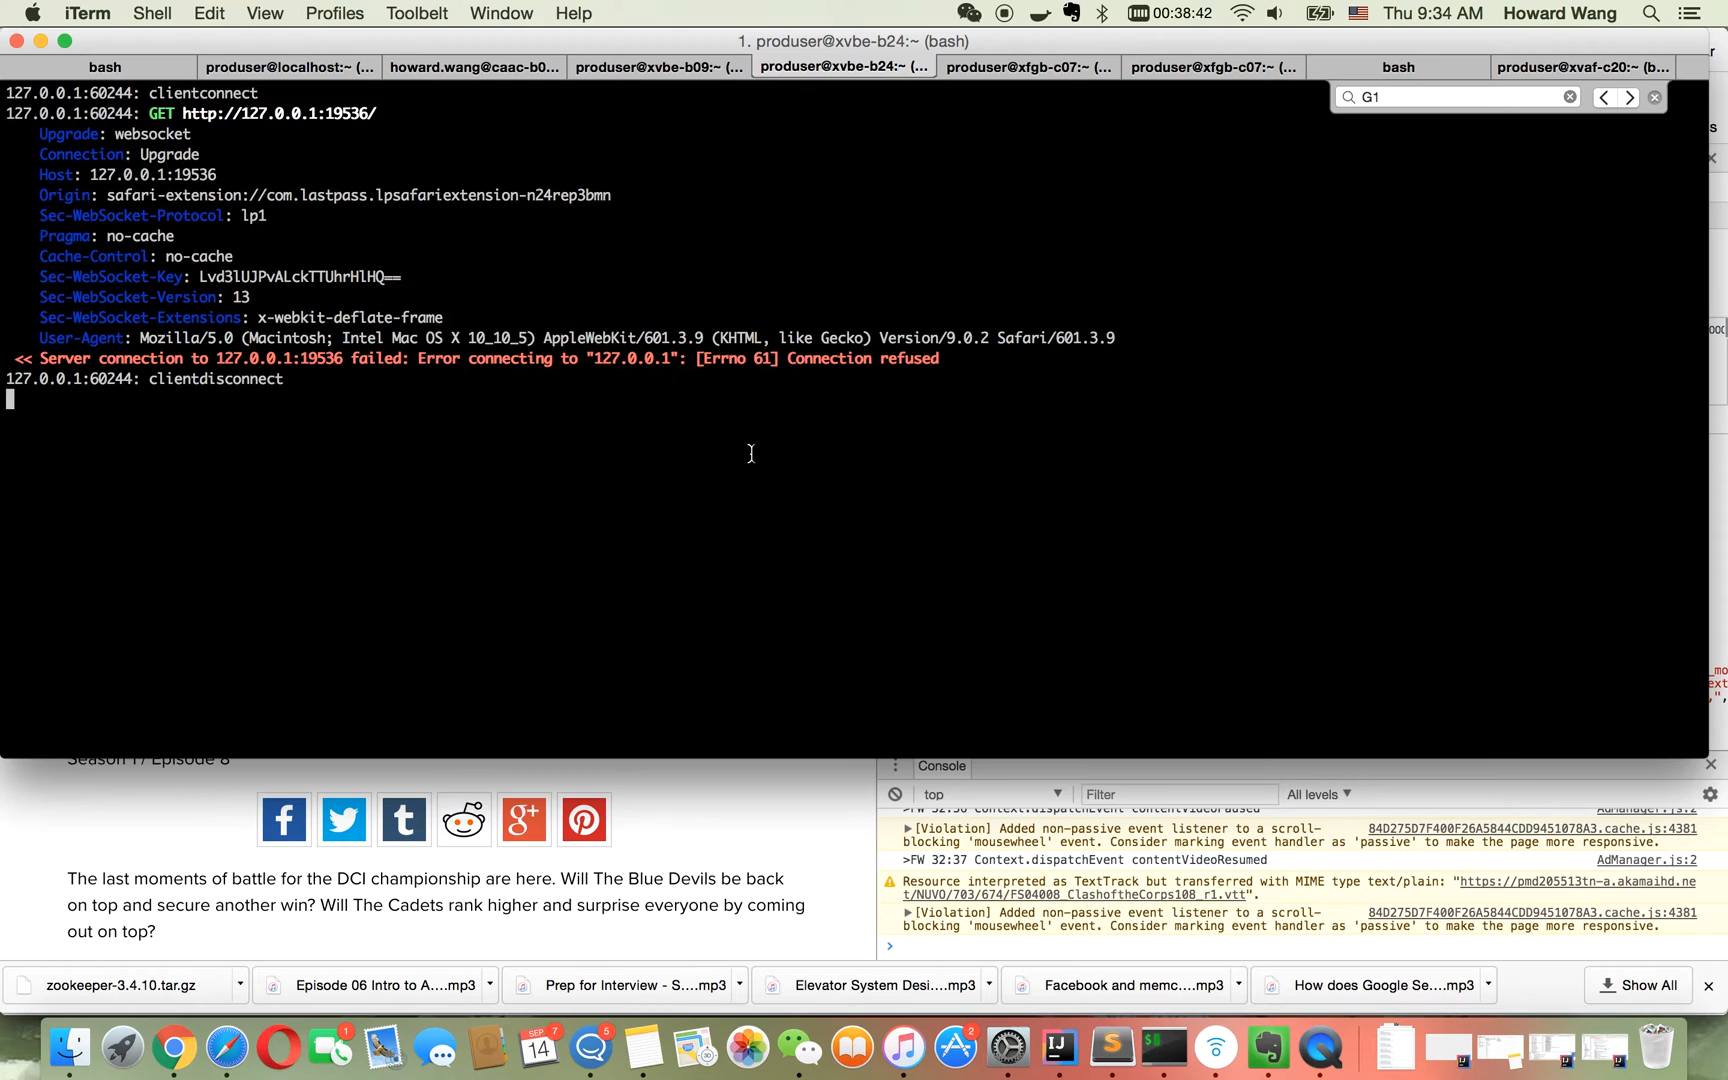 iTerm Shell Edit View Profiles Toolbelt Window Help 00:38:42 Thu 9:34 AM Howard Wang
1. produser@xvbe-b24:~ (bash)
bash produser@localhost:~ (... howard.wang@caac-b0... produser@xvbe-b09:~ (... produser@xvbe-b24:~ (... produser@xfgb-c07:~ (... produser@xfgb-c07:~ (... bash produser@xvaf-c20:~ (b...
G1
127.0.0.1:60244: clientconnect
127.0.0.1:60244: GET http://127.0.0.1:19536/
Upgrade: websocket
Connection: Upgrade
Host: 127.0.0.1:19536
Origin: safari-extension://com.lastpass.lpsafariextension-n24rep3bmn
Sec-WebSocket-Protocol: lp1
Pragma: no-cache
Cache-Control: no-cache
Sec-WebSocket-Key: Lvd3lUJPvALckTTUhrHlHQ==
Sec-WebSocket-Version: 13
Sec-WebSocket-Extensions: x-webkit-deflate-frame
User-Agent: Mozilla/5.0 (Macintosh; Intel Mac OS X 10_10_5) AppleWebKit/601.3.9 (KHTML, like Gecko) Version/9.0.2 Safari/601.3.9
<< Server connection to 127.0.0.1:19536 failed: Error connecting to "127.0.0.1": [Errno 61] Connection refused
127.0.0.1:60244: clientdisconnect
Season 1 / Episode 8
The last moments of battle for the DCI championship are here. Will The Blue Devils be back
on top and secure another win? Will The Cadets rank higher and surprise everyone by coming
out on top?
Console
top Filter All levels
>FW 32:36 Context.dispatchEvent contentVideoPaused AdManager.js:2
[Violation] Added non-passive event listener to a scroll- 84D275D7F400F26A5844CDD9451078A3.cache.js:4381
blocking 'mousewheel' event. Consider marking event handler as 'passive' to make the page more responsive.
>FW 32:37 Context.dispatchEvent contentVideoResumed AdManager.js:2
Resource interpreted as TextTrack but transferred with MIME type text/plain: "https://pmd205513tn-a.akamaihd.ne
t/NUVO/703/674/FS04008_ClashoftheCorps108_r1.vtt".
[Violation] Added non-passive event listener to a scroll- 84D275D7F400F26A5844CDD9451078A3.cache.js:4381
blocking 'mousewheel' event. Consider marking event handler as 'passive' to make the page more responsive.
zookeeper-3.4.10.tar.gz Episode 06 Intro to A....mp3 Prep for Interview - S....mp3 Elevator System Desi....mp3 Facebook and memc....mp3 How does Google Se....mp3 Show All
1 SEP 7 14 5 2